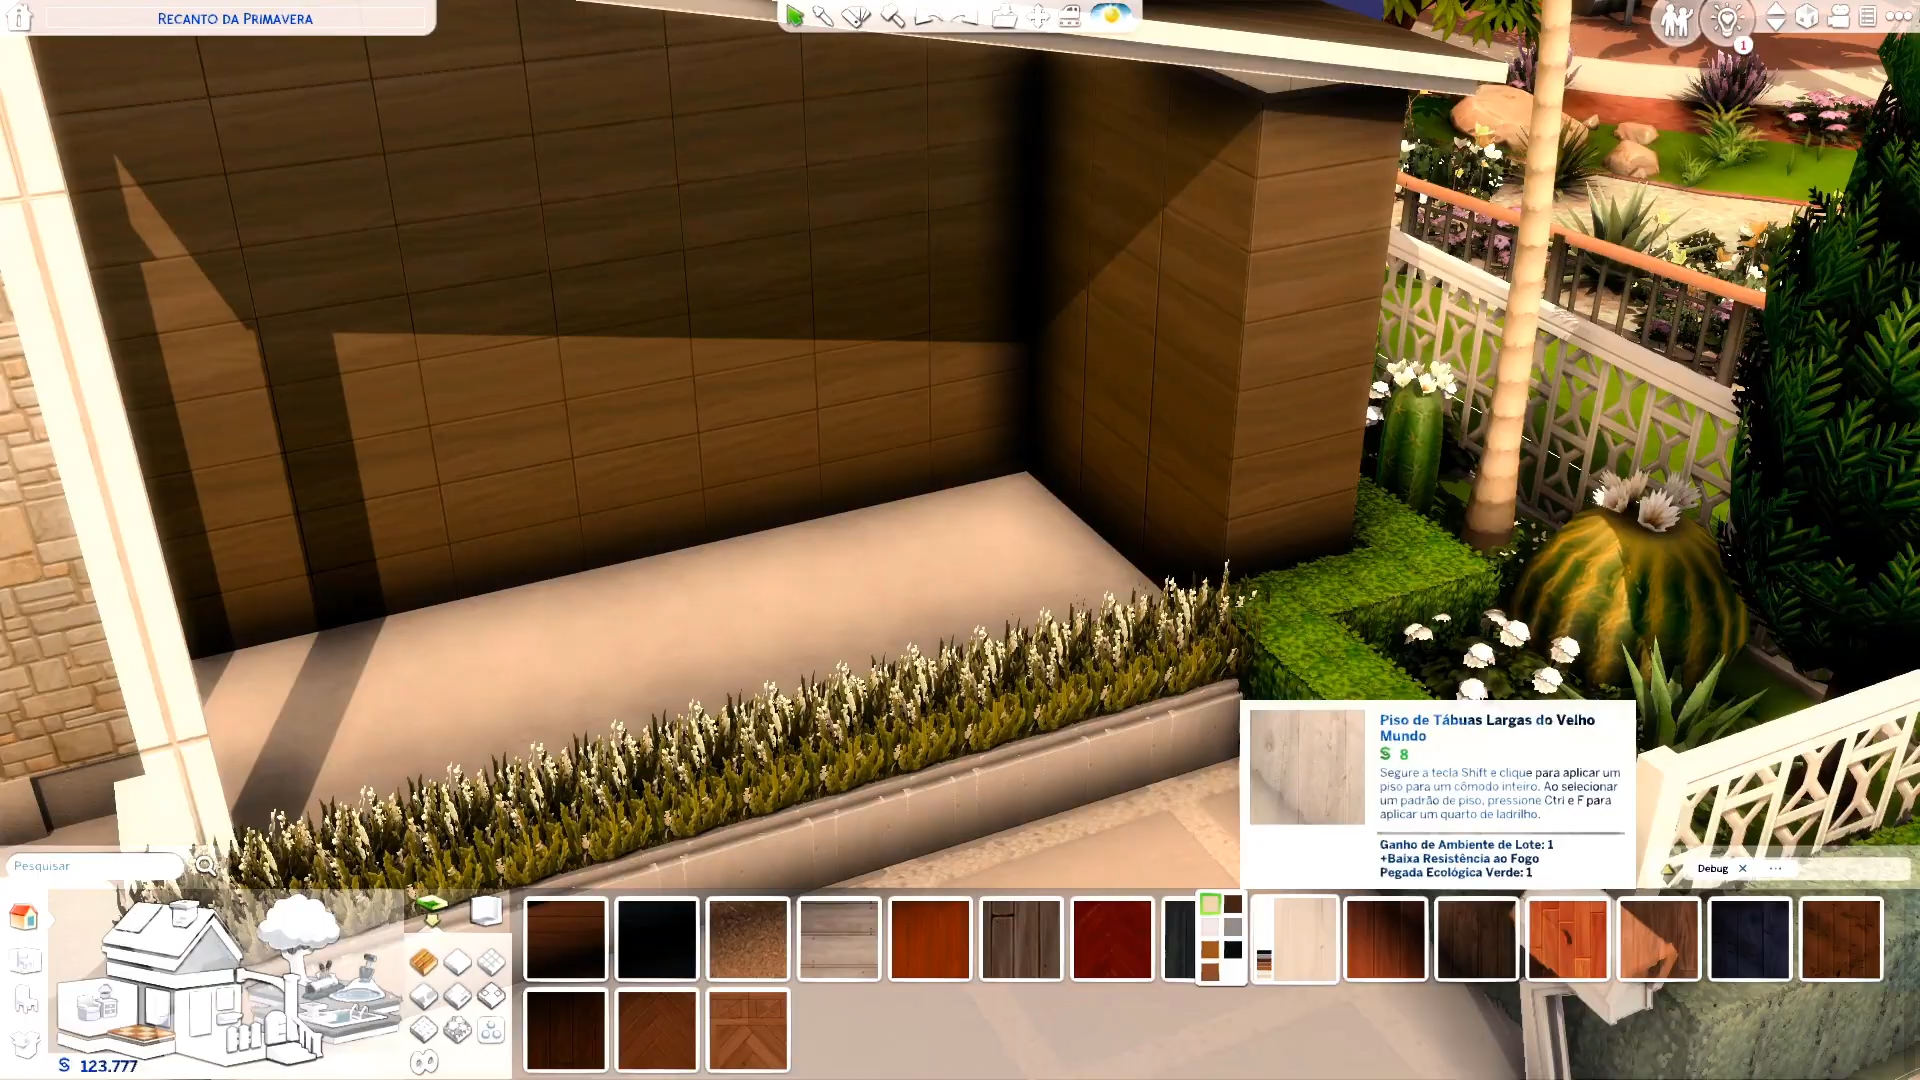 Recanto da Primavera
1
Piso de Tábuas Largas do Velho
Mundo
S 8
Segure a tecla Shift e clique para aplicar um
piso para um cômodo inteiro. Ao selecionar
um padrão de piso, pressione Ctrl e F para
aplicar um quarto de ladrilho.
Ganho de Ambiente de Lote: 1
+Baixa Resistência ao Fogo
Pegada Ecológica Verde: 1
Pesquisar
Debug
S 123.777